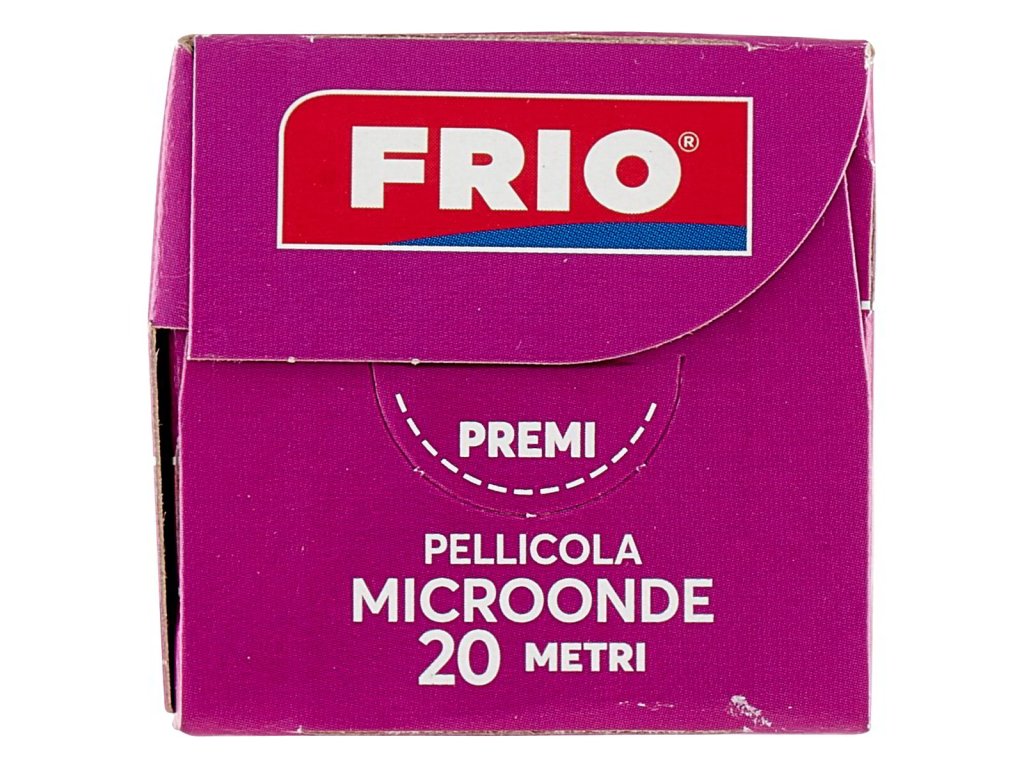 FRIO®
PREMI
PELLICOLA
MICROONDE
20 METRI